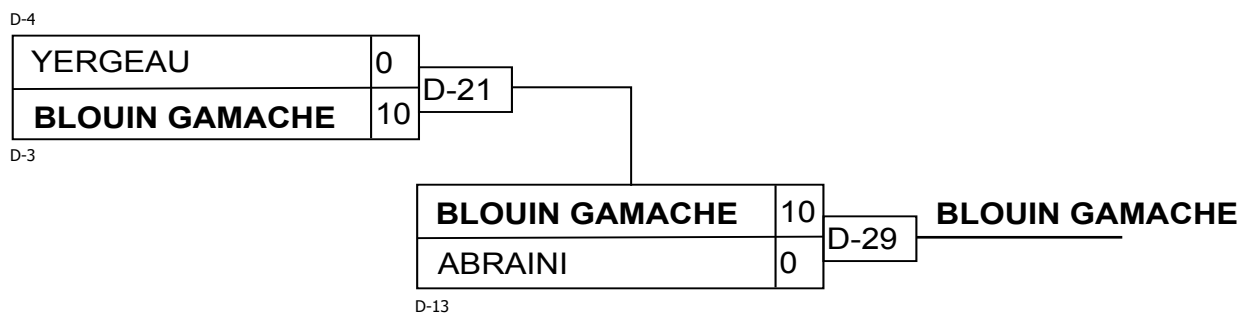 D-4
YERGEAU 0
D-21
BLOUIN GAMACHE 10
D-3
BLOUIN GAMACHE 10
BLOUIN GAMACHE
D-29
ABRAINI 0
D-13